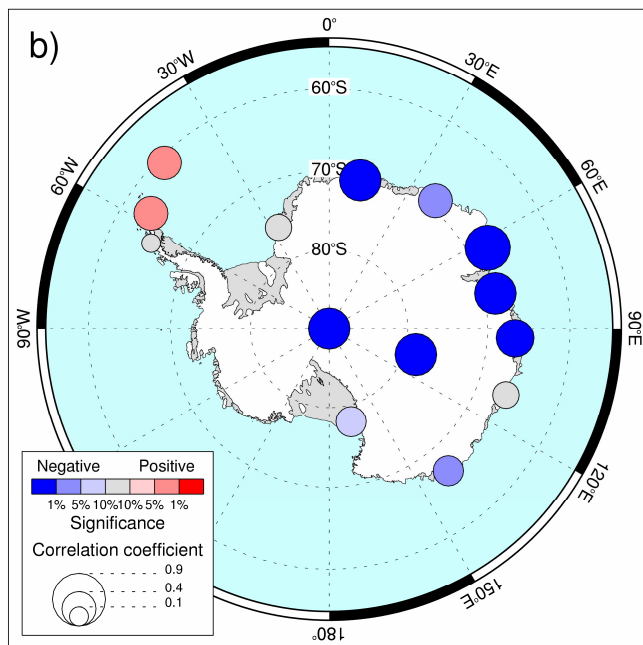 b)
0°
30°W
30°E
60°S
60°W
60°E
70°S
80°S
90°W
90°E
120°E
150°E
180°
Negative Positive
1% 5% 10%10% 5% 1%
Significance
Correlation coefficient
0.9
0.4
0.1